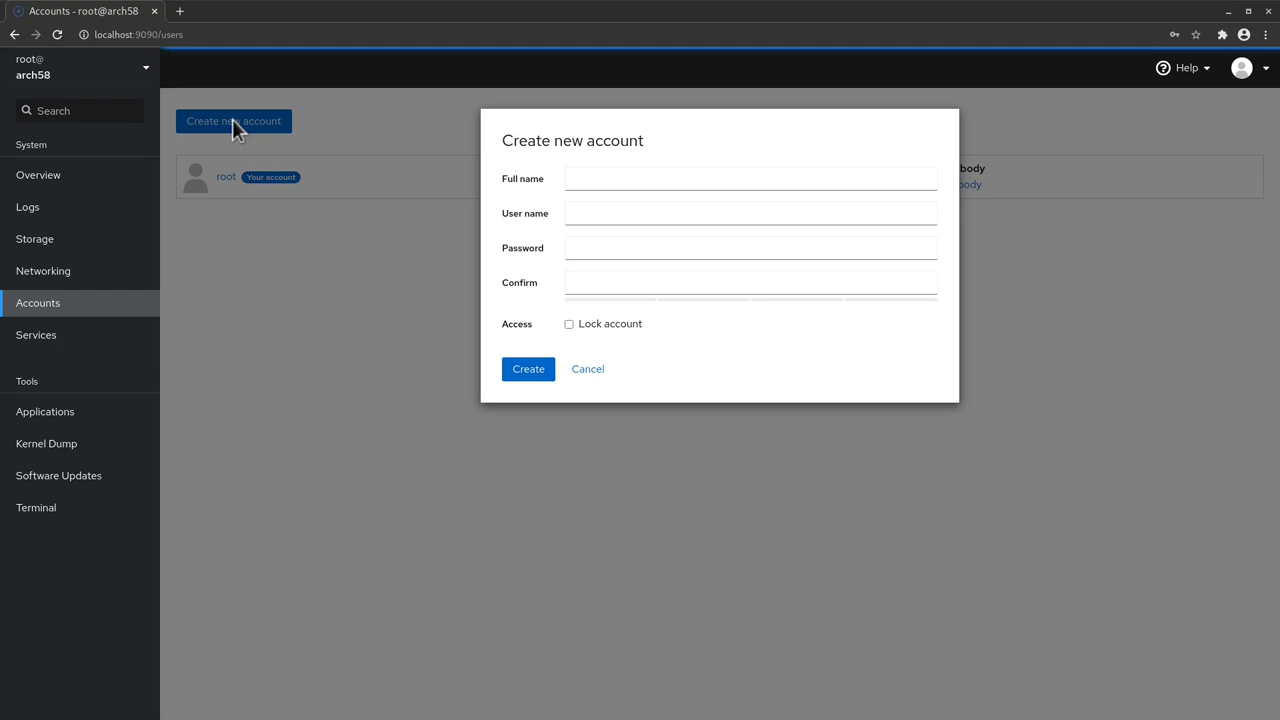 Accounts - root@arch58
localhost:9090/users
root@
arch58
Help
Search
System
Overview
Logs
Storage
Networking
Accounts
Services
Tools
Applications
Kernel Dump
Software Updates
Terminal
Create new account
root Your account
body
body
Create new account
Full name
User name
Password
Confirm
Access Lock account
Create Cancel